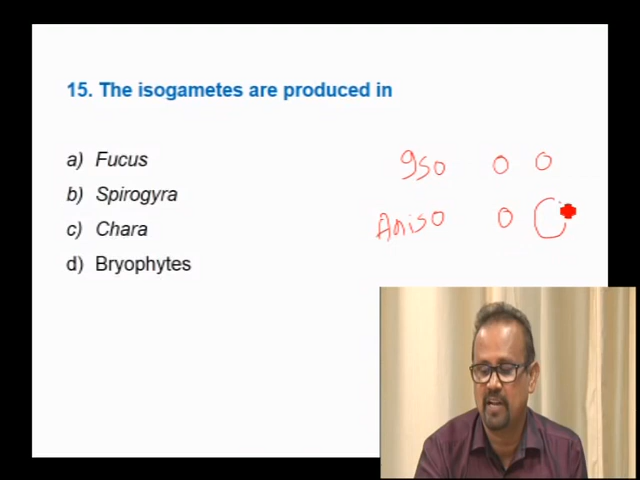 15. The isogametes are produced in
a) Fucus
b) Spirogyra
c) Chara
d) Bryophytes
Iso
Aniso